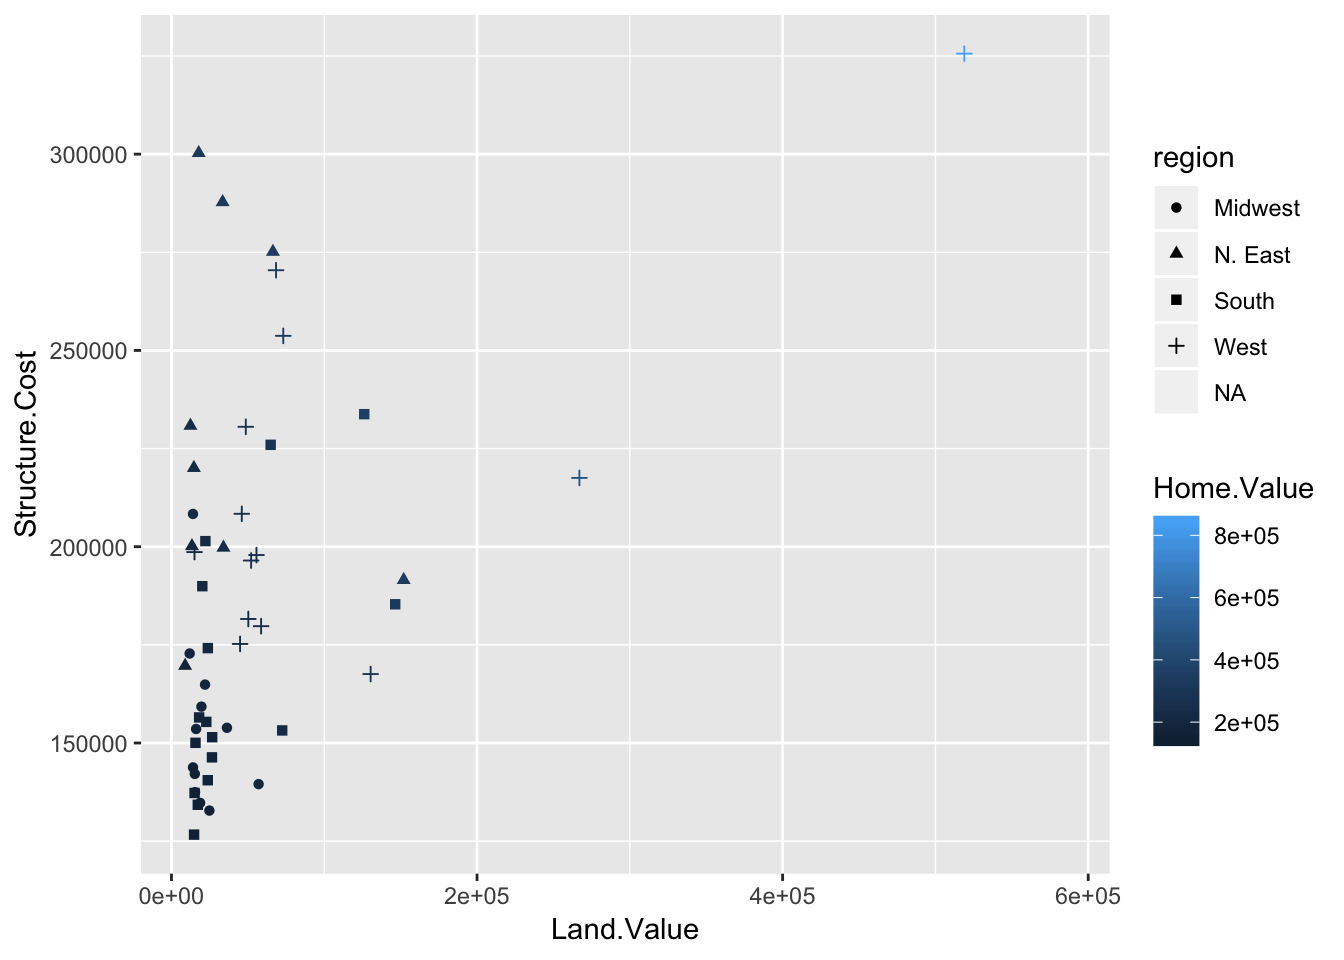 300000
250000
200000
150000
Structure.Cost
0e+00 2e+05 4e+05 6e+05
Land.Value
region
Midwest
N. East
South
West
NA
Home.Value
8e+05
6e+05
4e+05
2e+05